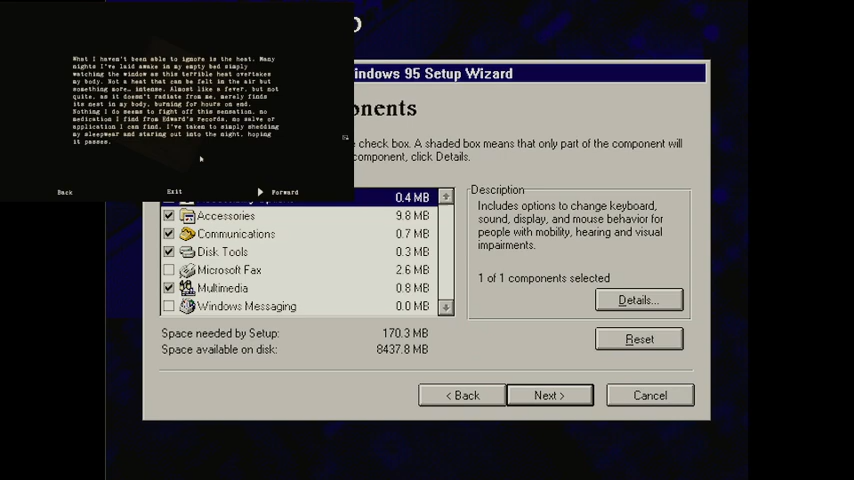 What I haven't been able to ignore is the heat. Many
nights I've laid awake in my empty bed simply
watching the window as this terrible heat overtakes
my body. Not a heat that can be felt in the air but
something more… intense. Almost like a fever, but not
quite, as it doesn't radiate from me, merely finds
its nest in my body, burning for hours on end.
Nothing I do seems to fight off this sensation, no
medication I find from Edward's records, no salve or
application I can find. I've taken to simply shedding
my sleepwear and staring out into the night, hoping
it passes.
Back
Exit
Forward
p
indows 95 Setup Wizard
onents
check box. A shaded box means that only part of the component will
component, click Details.
0.4 MB
Accessories 9.8 MB
Communications 0.7 MB
Disk Tools 0.3 MB
Microsoft Fax 2.6 MB
Multimedia 0.8 MB
Windows Messaging 0.0 MB
Description
Includes options to change keyboard,
sound, display, and mouse behavior for
people with mobility, hearing and visual
impairments.
1 of 1 components selected
Details...
Space needed by Setup: 170.3 MB
Space available on disk: 8437.8 MB
Reset
< Back
Next >
Cancel